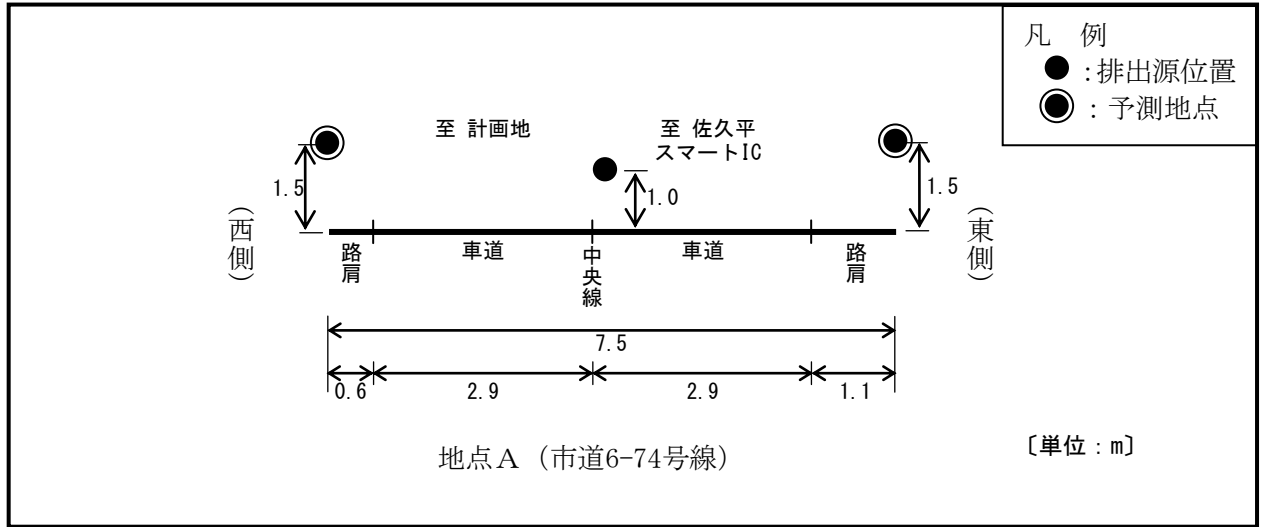 凡 例
●：排出源位置
◉：予測地点
至 計画地
至 佐久平
スマートIC
1.5
1.0
1.5
(西側)
(東側)
路肩
車道
中央線
車道
路肩
7.5
0.6
2.9
2.9
1.1
地点A（市道6-74号線）
〔単位：m〕